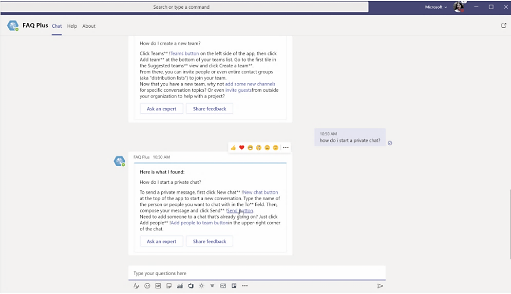 Search or type a command
Microsoft
FAQ Plus Chat Help About
How do I create a new team?
Click Teams** !Teams button on the left side of the app, then click
Add team** at the bottom of your teams list. Go to the first tile in
the Suggested teams** view and click Create a team**.
From there, you can invite people or even entire contact groups
(aka "distribution lists") to join your team.
Now that you have a new team, why not add some new channels
for specific conversation topics? Or even invite guests from outside
your organization to help with a project?
Ask an expert Share feedback
10:30 AM
how do i start a private chat?
FAQ Plus 10:30 AM
Here is what I found:
How do I start a private chat?
To send a private message, first click New chat** !New chat button
at the top of the app to start a new conversation. Type the name of
the person or people you want to chat with in the To** field. Then,
compose your message and click Send** !Send button.
Need to add someone to a chat that's already going on? Just click
Add people** !Add people to team button in the upper right corner
of the chat.
Ask an expert Share feedback
Type your questions here